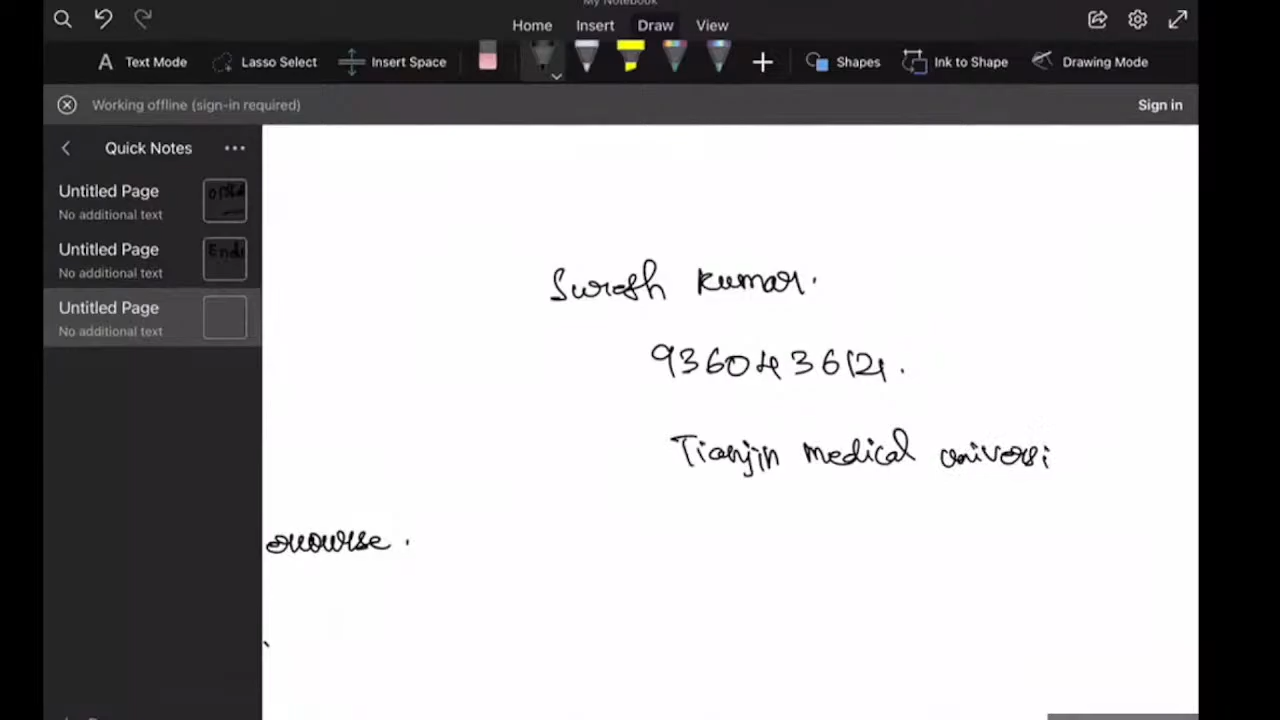 My Notebook
Home Insert Draw View
Text Mode Lasso Select Insert Space Shapes Ink to Shape Drawing Mode
Working offline (sign-in required) Sign in
Quick Notes
Untitled Page
No additional text
Untitled Page
No additional text
Untitled Page
No additional text
Suresh Kumar.
9360436124.
Tianjin medical universi